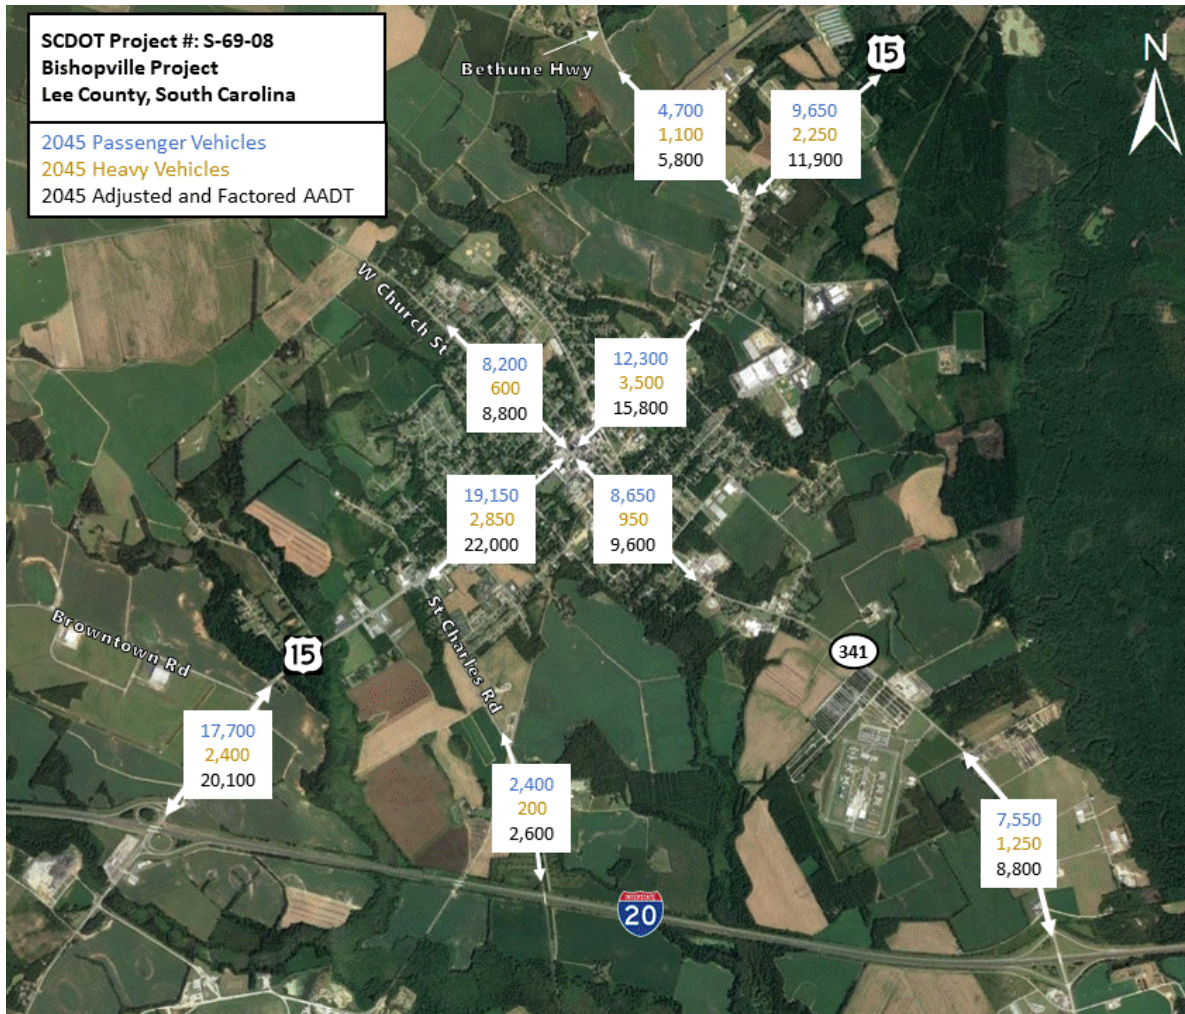 SCDOT Project #: S-69-08
Bishopville Project
Lee County, South Carolina
2045 Passenger Vehicles
2045 Heavy Vehicles
2045 Adjusted and Factored AADT
Bethune Hwy
15
N
4,700
1,100
5,800
9,650
2,250
11,900
W Church St
8,200
600
8,800
12,300
3,500
15,800
19,150
2,850
22,000
8,650
950
9,600
Browntown Rd
15
St Charles Rd
341
17,700
2,400
20,100
2,400
200
2,600
7,550
1,250
8,800
INTERSTATE
20